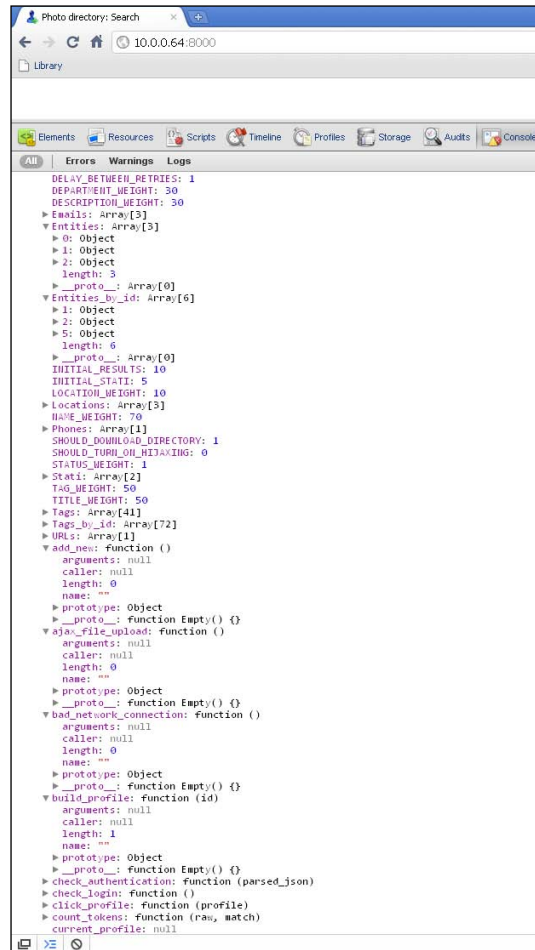 Photo directory: Search
10.0.0.64:8000
Library
Elements Resources Scripts Timeline Profiles Storage Audits Console
All Errors Warnings Logs
DELAY_BETWEEN_RETRIES: 1
DEPARTMENT_WEIGHT: 30
DESCRIPTION_WEIGHT: 30
Emails: Array[3]
Entities: Array[3]
0: Object
1: Object
2: Object
length: 3
__proto__: Array[0]
Entities_by_id: Array[6]
1: Object
2: Object
5: Object
length: 6
__proto__: Array[0]
INITIAL_RESULTS: 10
INITIAL_STATI: 5
LOCATION_WEIGHT: 10
Locations: Array[3]
NAME_WEIGHT: 70
Phones: Array[1]
SHOULD_DOWNLOAD_DIRECTORY: 1
SHOULD_TURN_ON_HIJAXING: 0
STATUS_WEIGHT: 1
Stati: Array[2]
TAG_WEIGHT: 50
TITLE_WEIGHT: 50
Tags: Array[41]
Tags_by_id: Array[72]
URLs: Array[1]
add_new: function ()
arguments: null
caller: null
length: 0
name: ""
prototype: Object
__proto__: function Empty() {}
ajax_file_upload: function ()
arguments: null
caller: null
length: 0
name: ""
prototype: Object
__proto__: function Empty() {}
bad_network_connection: function ()
arguments: null
caller: null
length: 0
name: ""
prototype: Object
__proto__: function Empty() {}
build_profile: function (id)
arguments: null
caller: null
length: 1
name: ""
prototype: Object
__proto__: function Empty() {}
check_authentication: function (parsed_json)
check_login: function ()
click_profile: function (profile)
count_tokens: function (raw, match)
current_profile: null